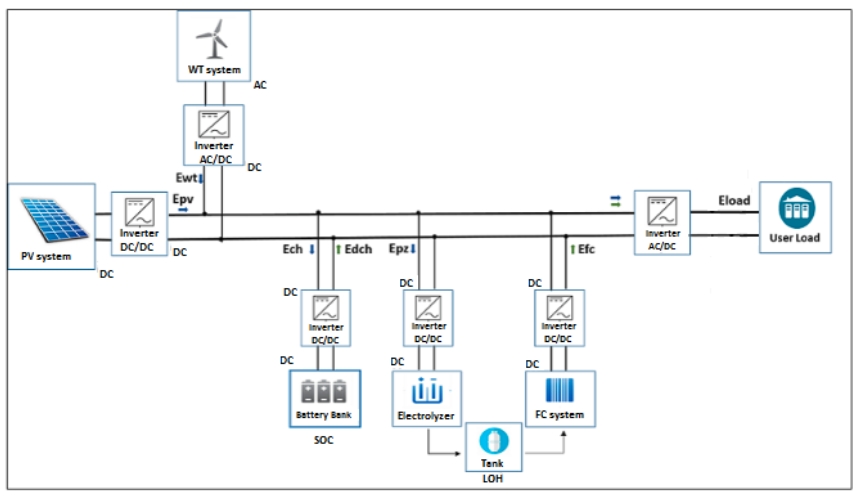 WT system
AC
Inverter
AC/DC
DC
Ewt
Epv
Eload
Inverter
DC/DC
Inverter
AC/DC
User Load
PV system
DC
DC
Ech
Edch
Epz
Efc
DC
DC
DC
Inverter
DC/DC
Inverter
DC/DC
Inverter
DC/DC
DC
DC
DC
Battery Bank
Electrolyzer
FC system
SOC
Tank
LOH